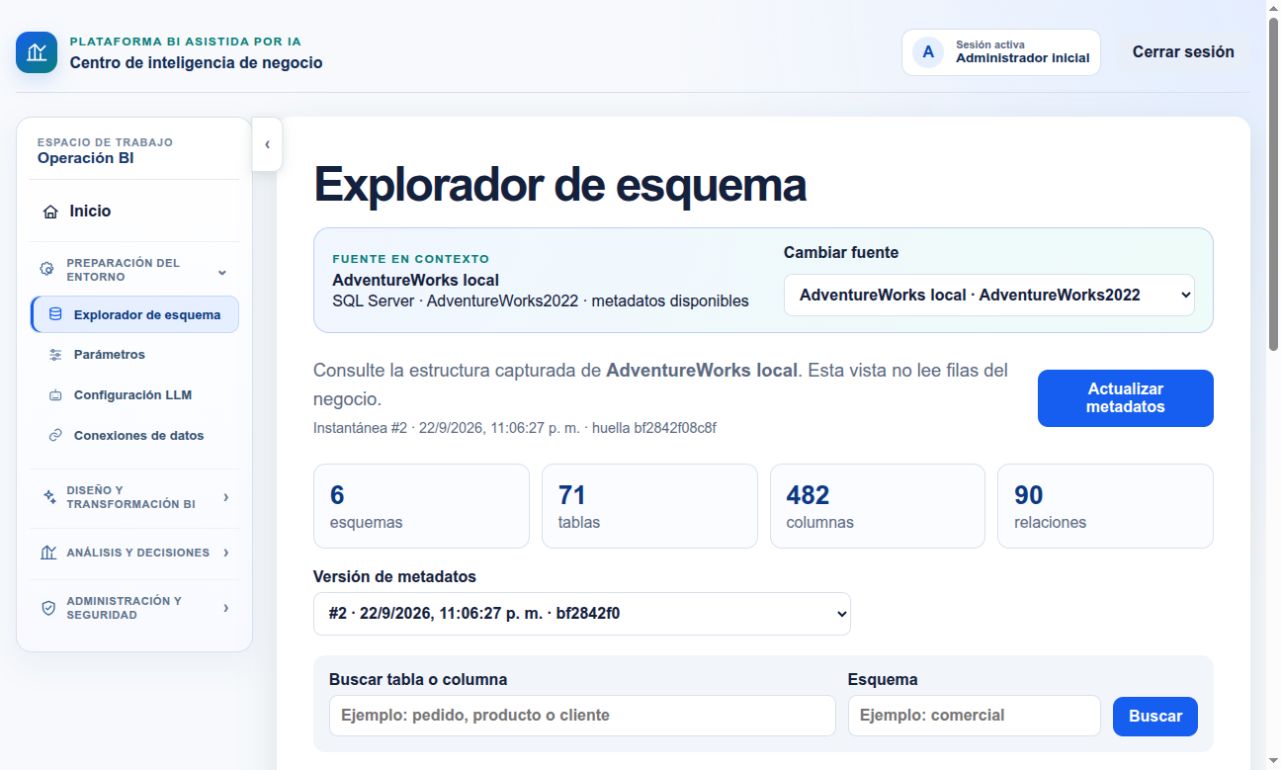 PLATAFORMA BI ASISTIDA POR IA
Centro de inteligencia de negocio
A
Sesión activa
Administrador inicial
Cerrar sesión
ESPACIO DE TRABAJO
Operación BI
Inicio
PREPARACIÓN DEL
ENTORNO
Explorador de esquema
Parámetros
Configuración LLM
Conexiones de datos
DISEÑO Y
TRANSFORMACIÓN BI
ANÁLISIS Y DECISIONES
ADMINISTRACIÓN Y
SEGURIDAD
Explorador de esquema
FUENTE EN CONTEXTO
AdventureWorks local
SQL Server · AdventureWorks2022 · metadatos disponibles
Cambiar fuente
AdventureWorks local · AdventureWorks2022
Consulte la estructura capturada de AdventureWorks local. Esta vista no lee filas del
negocio.
Instantánea #2 · 22/9/2026, 11:06:27 p. m. · huella bf2842f08c8f
Actualizar
metadatos
6
esquemas
71
tablas
482
columnas
90
relaciones
Versión de metadatos
#2 · 22/9/2026, 11:06:27 p. m. · bf2842f0
Buscar tabla o columna
Ejemplo: pedido, producto o cliente
Esquema
Ejemplo: comercial
Buscar